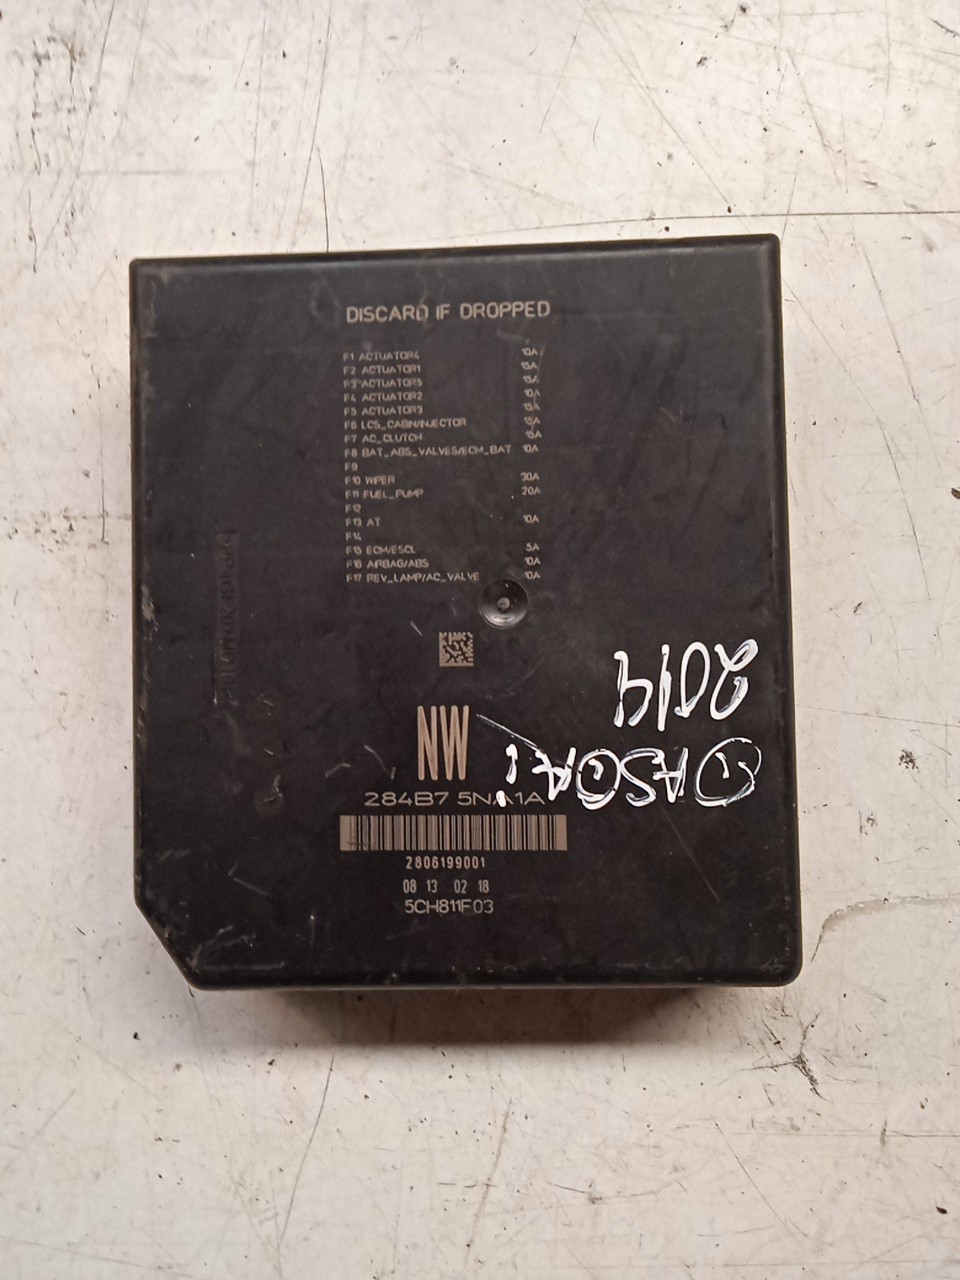 DISCARD IF DROPPED
F1 ACTUATOR4 10A
F2 ACTUATOR1 15A
F3 ACTUATOR5 15A
F4 ACTUATOR2 10A
F5 ACTUATOR3 15A
F6 LCS_CABIN/INJECTOR 15A
F7 AC_CLUTCH 15A
F8 BAT_ABS_VALVES/ECM_BAT 10A
F9
F10 WIPER 30A
F11 FUEL_PUMP 20A
F12
F13 AT 10A
F14
F15 ECM/ESCL 5A
F16 AIRBAG/ABS 10A
F17 REV_LAMP/AC_VALVE 10A
NW
284B7 5NA1A
2806199001
08 13 02 18
5CH811F03
2014